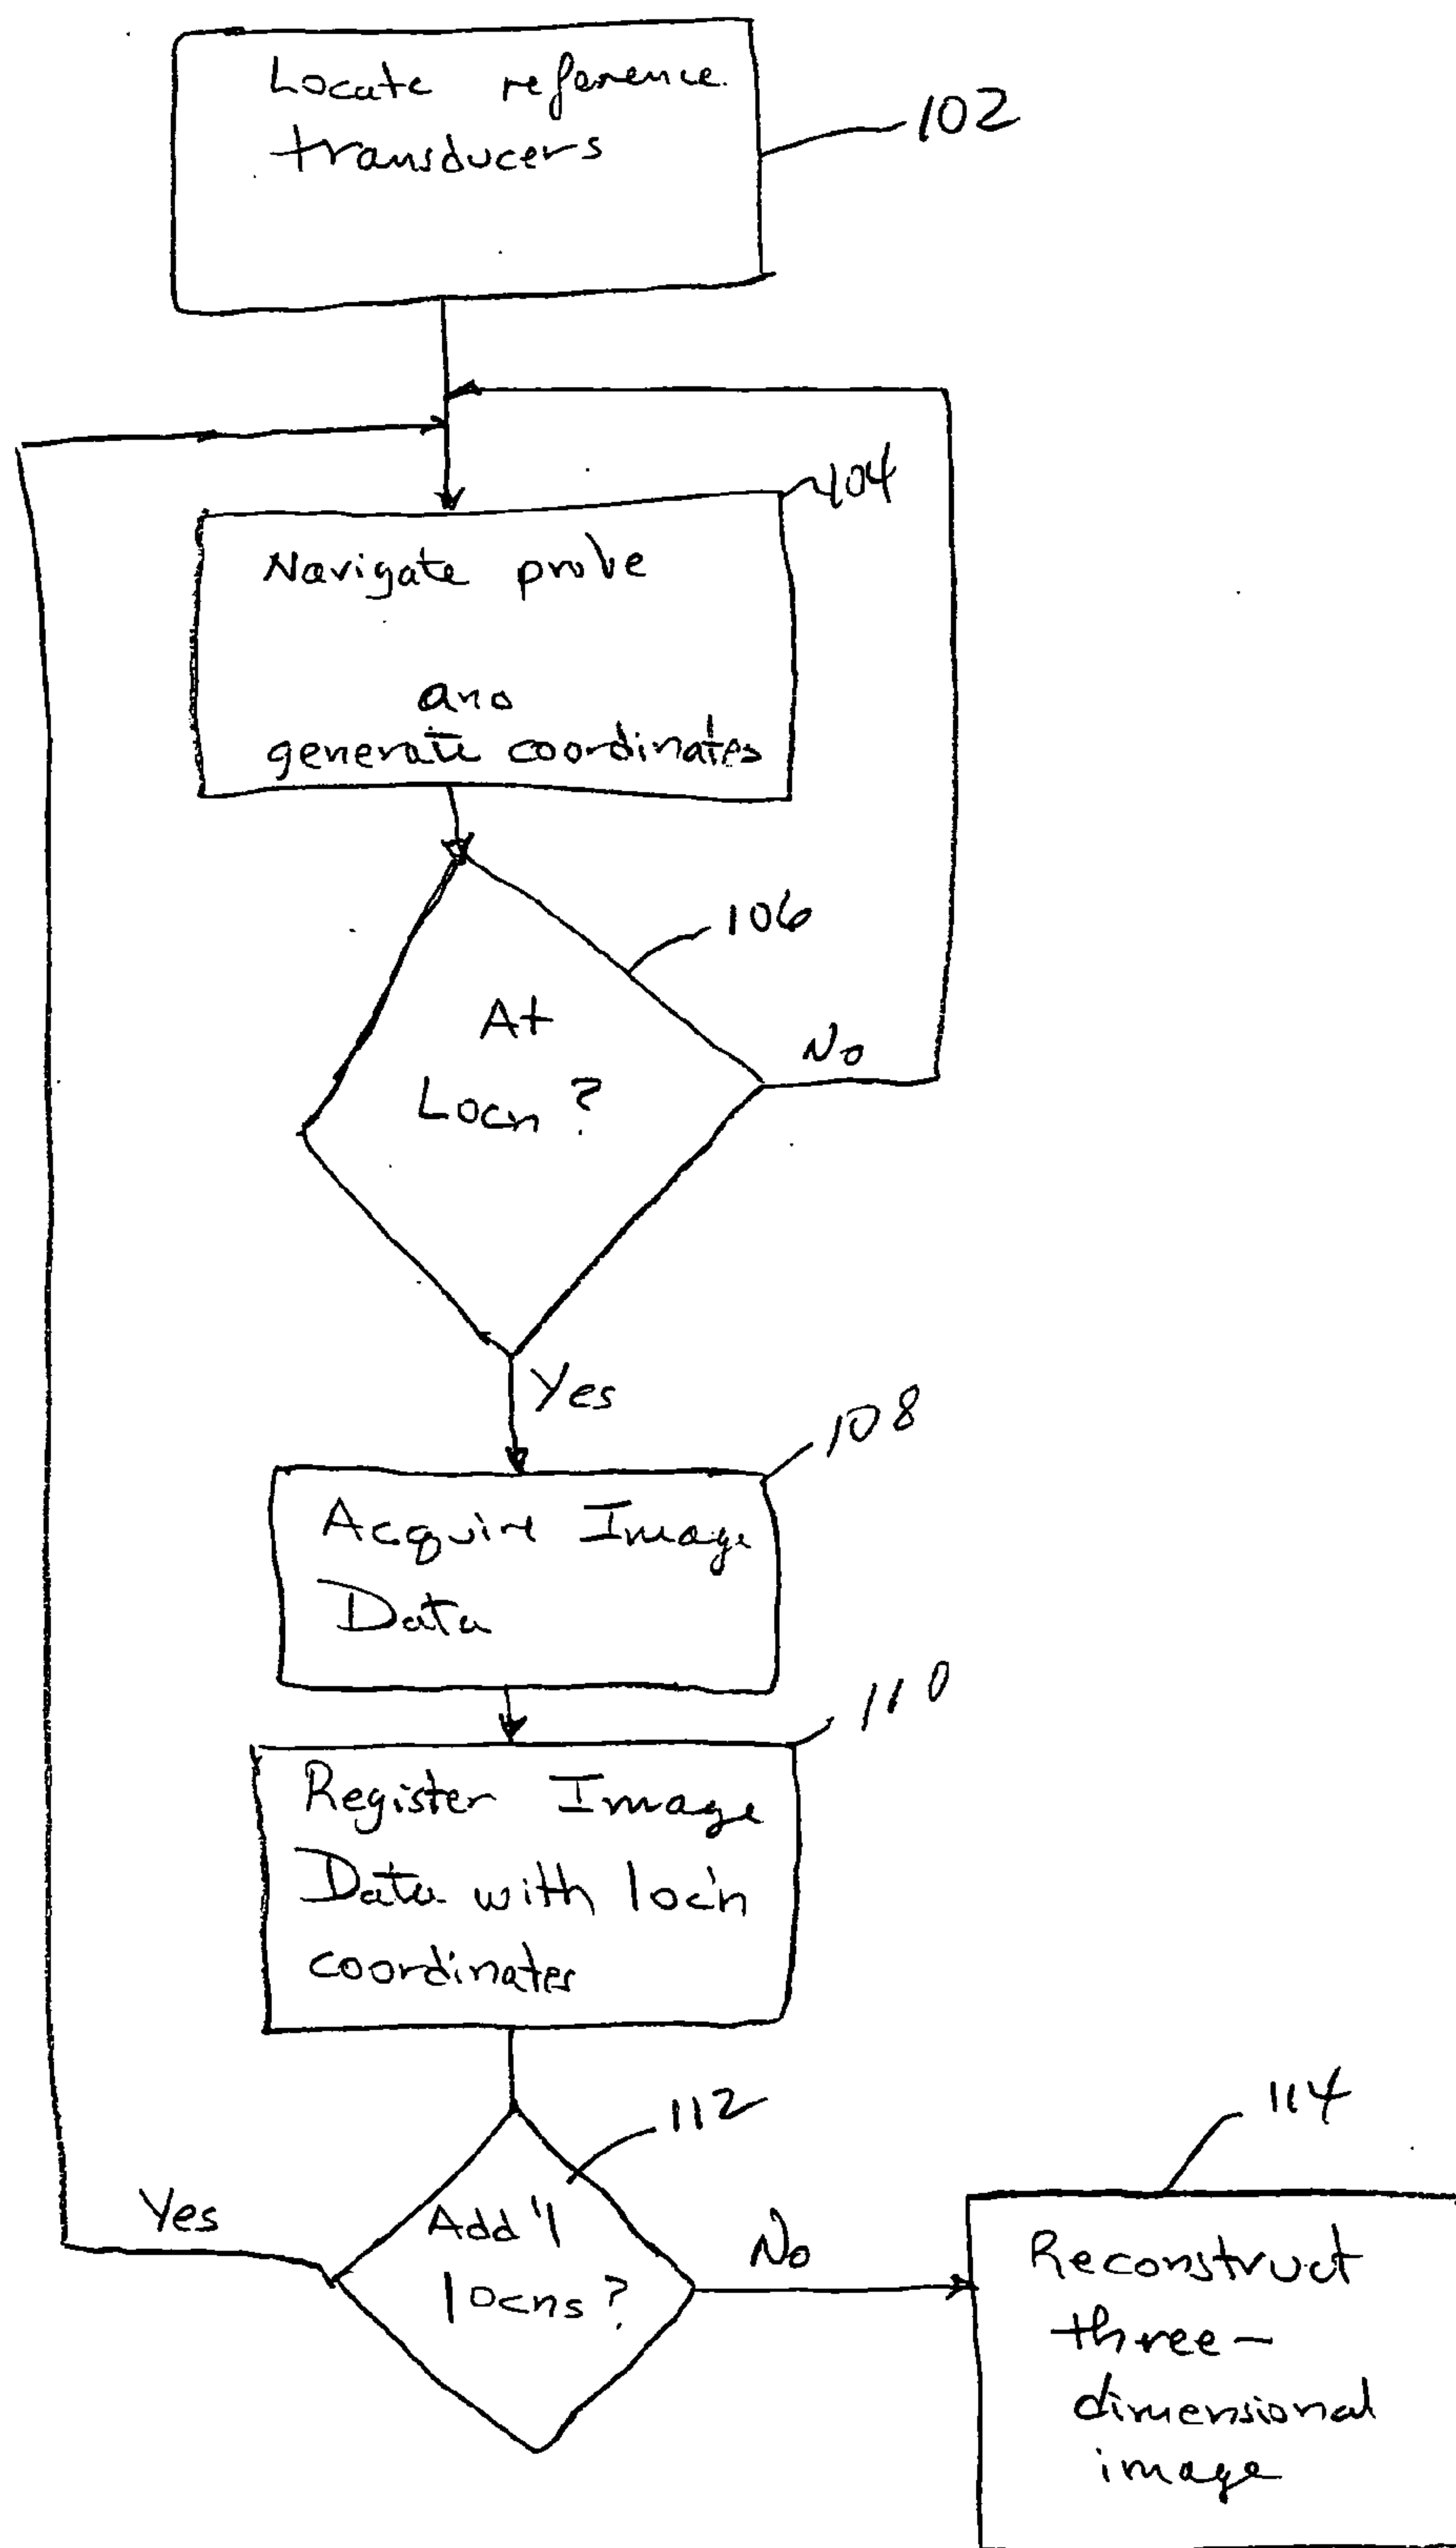 Locate reference
transducers
102
104
Navigate probe
and
generate coordinates
106
At
Locn?
No
Yes
108
Acquire Image
Data
110
Register Image
Data with loc'n
coordinates
112
Add'l
locns?
Yes
No
114
Reconstruct
three-
dimensional
image